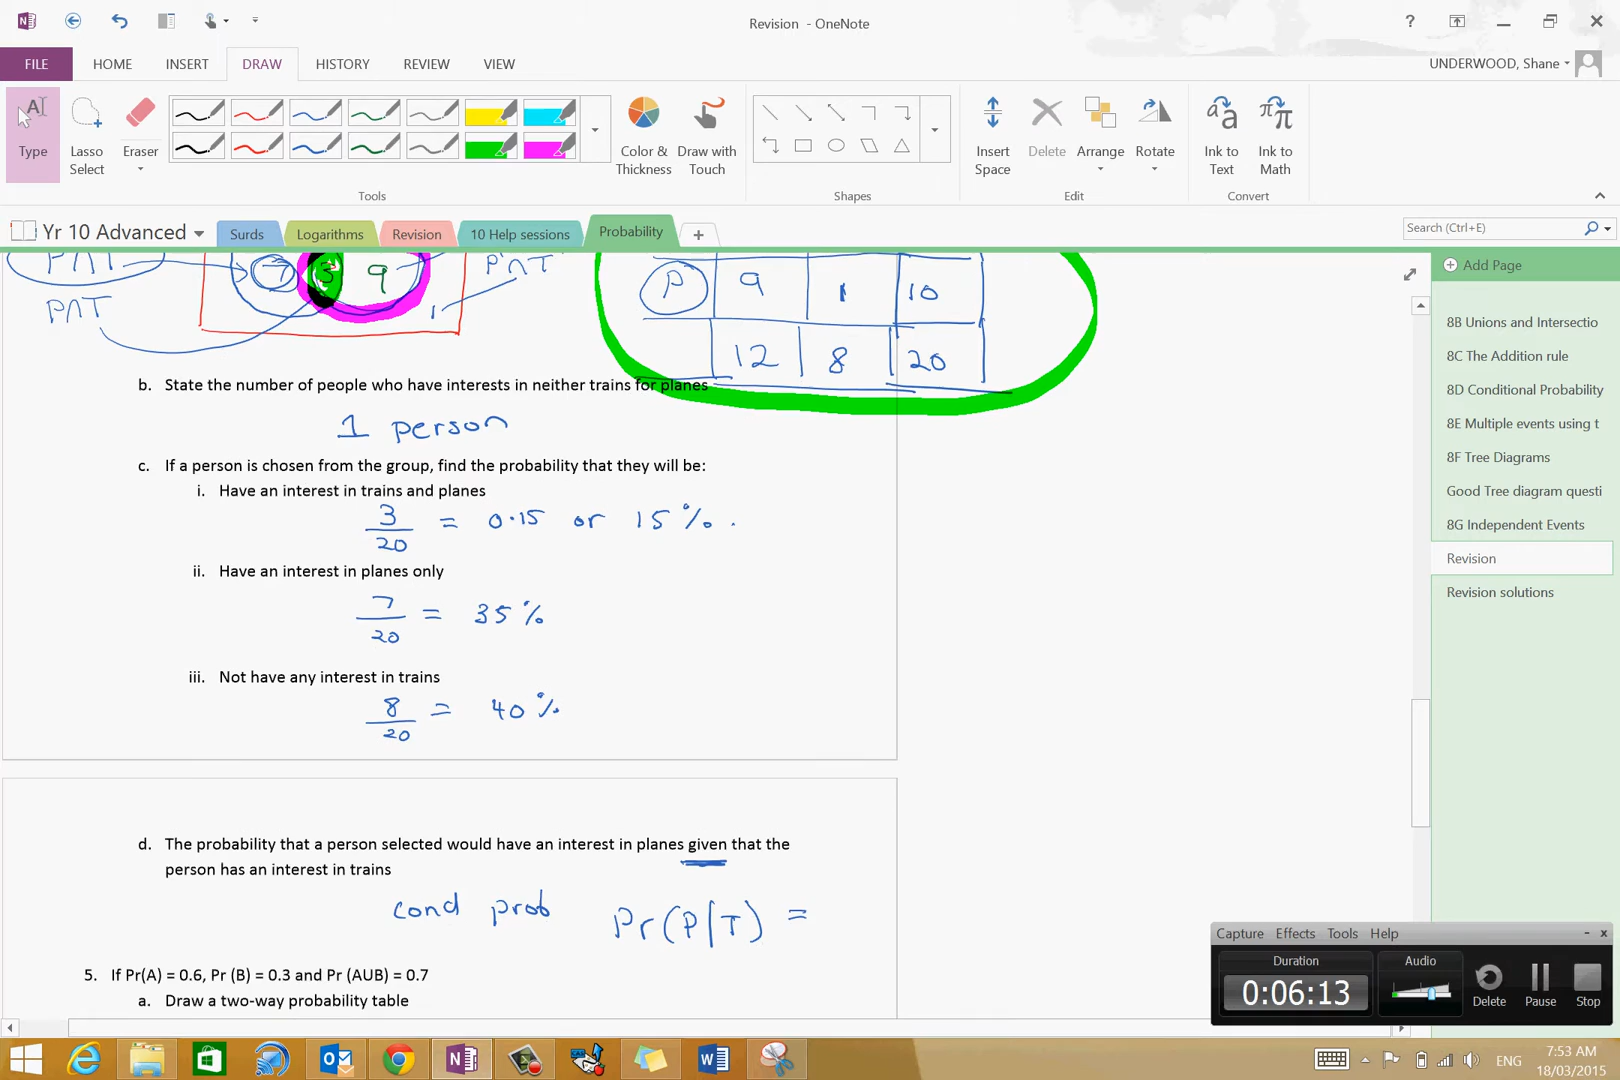 Revision - OneNote
FILE HOME INSERT DRAW HISTORY REVIEW VIEW
UNDERWOOD, Shane
Type
Lasso Select
Eraser
Color & Thickness
Draw with Touch
Insert Space
Delete
Arrange
Rotate
Ink to Text
Ink to Math
Tools
Shapes
Edit
Convert
Yr 10 Advanced
Surds
Logarithms
Revision
10 Help sessions
Probability
Search (Ctrl+E)
Add Page
8B Unions and Intersectio
8C The Addition rule
8D Conditional Probability
8E Multiple events using t
8F Tree Diagrams
Good Tree diagram questi
8G Independent Events
Revision
Revision solutions
7 3 9
P∩T
1
9 1 10
12 8 20
b. State the number of people who have interests in neither trains for planes
1 person
c. If a person is chosen from the group, find the probability that they will be:
i. Have an interest in trains and planes
3/20 = 0.15 or 15%.
ii. Have an interest in planes only
7/20 = 35%
iii. Not have any interest in trains
8/20 = 40%
d. The probability that a person selected would have an interest in planes given that the
person has an interest in trains
cond prob Pr(P|T) =
5. If Pr(A) = 0.6, Pr (B) = 0.3 and Pr (AUB) = 0.7
a. Draw a two-way probability table
Capture Effects Tools Help
Duration
0:06:13
Audio
Delete
Pause
Stop
ENG
7:53 AM
18/03/2015